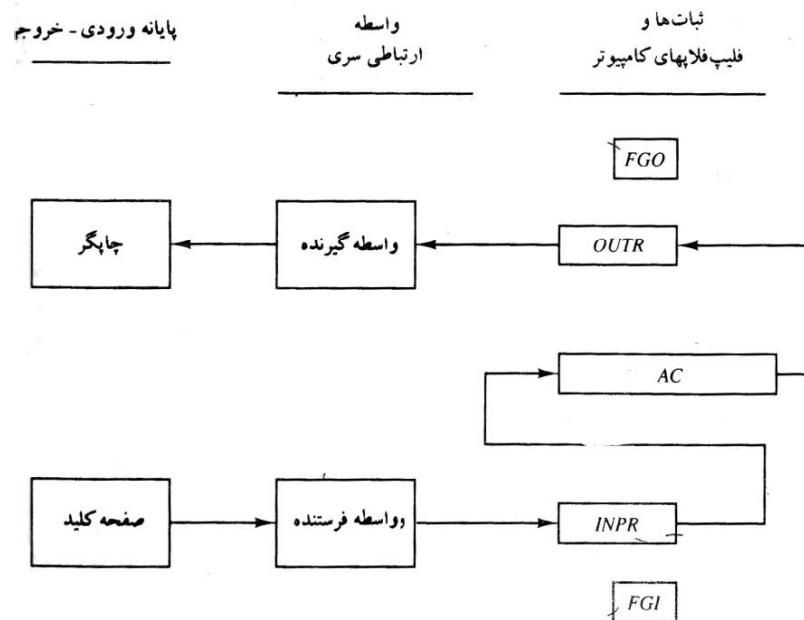 ثبات‌ها و
فلیپ‌فلاپهای کامپیوتر
واسطه
ارتباطی سری
پایانه ورودی - خروجی
FGO
OUTR
واسطه گیرنده
چاپگر
AC
INPR
واسطه فرستنده
صفحه کلید
FGI